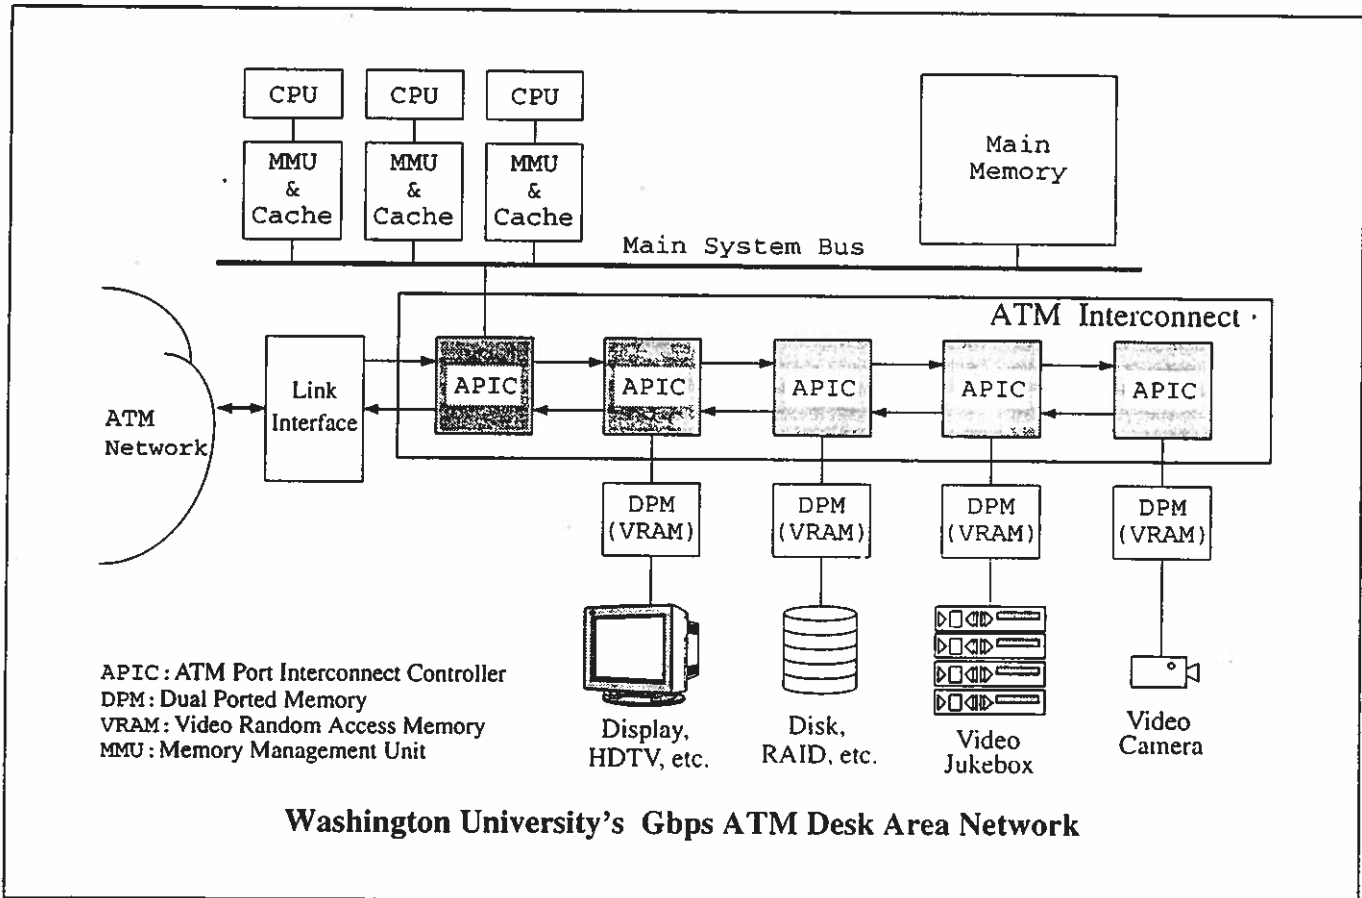 CPU
CPU
CPU
MMU
&
Cache
MMU
&
Cache
MMU
&
Cache
Main
Memory
Main System Bus
ATM Interconnect
ATM
Network
Link
Interface
APIC
APIC
APIC
APIC
APIC
DPM
(VRAM)
DPM
(VRAM)
DPM
(VRAM)
DPM
(VRAM)
Display,
HDTV, etc.
Disk,
RAID, etc.
Video
Jukebox
Video
Camera
APIC: ATM Port Interconnect Controller
DPM: Dual Ported Memory
VRAM: Video Random Access Memory
MMU: Memory Management Unit
Washington University's Gbps ATM Desk Area Network